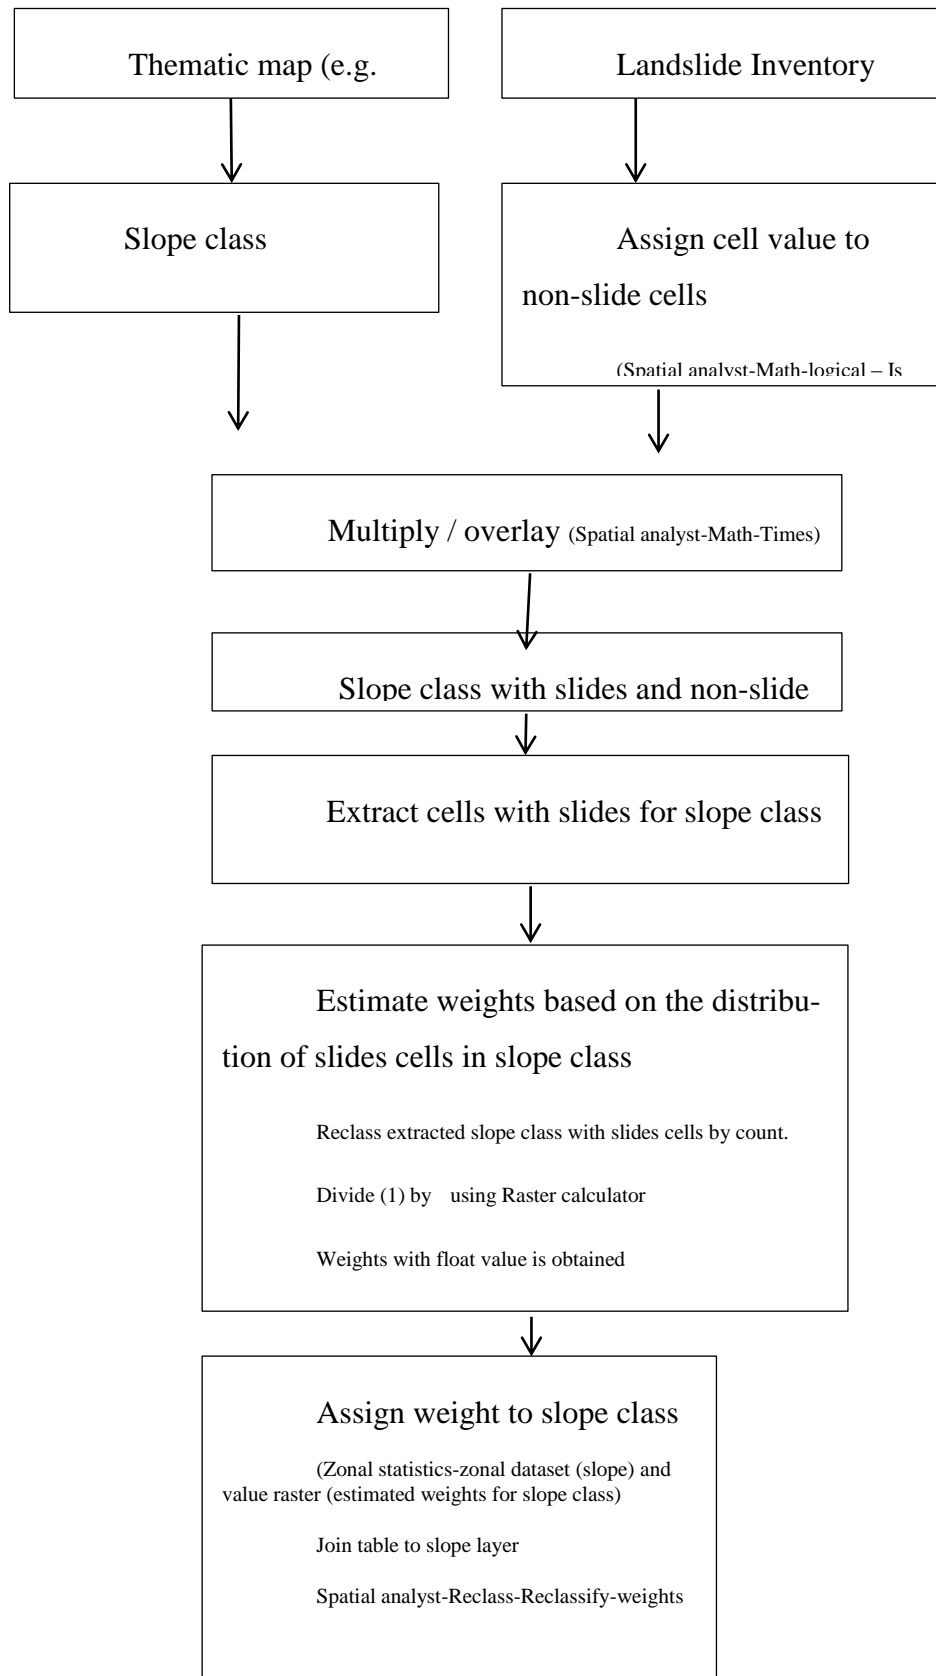 Thematic map (e.g.
Landslide Inventory
Slope class
Assign cell value to
non-slide cells
(Spatial analyst-Math-logical – Is
Multiply / overlay (Spatial analyst-Math-Times)
Slope class with slides and non-slide
Extract cells with slides for slope class
Estimate weights based on the distribu-
tion of slides cells in slope class
Reclass extracted slope class with slides cells by count.
Divide (1) by using Raster calculator
Weights with float value is obtained
Assign weight to slope class
(Zonal statistics-zonal dataset (slope) and
value raster (estimated weights for slope class)
Join table to slope layer
Spatial analyst-Reclass-Reclassify-weights